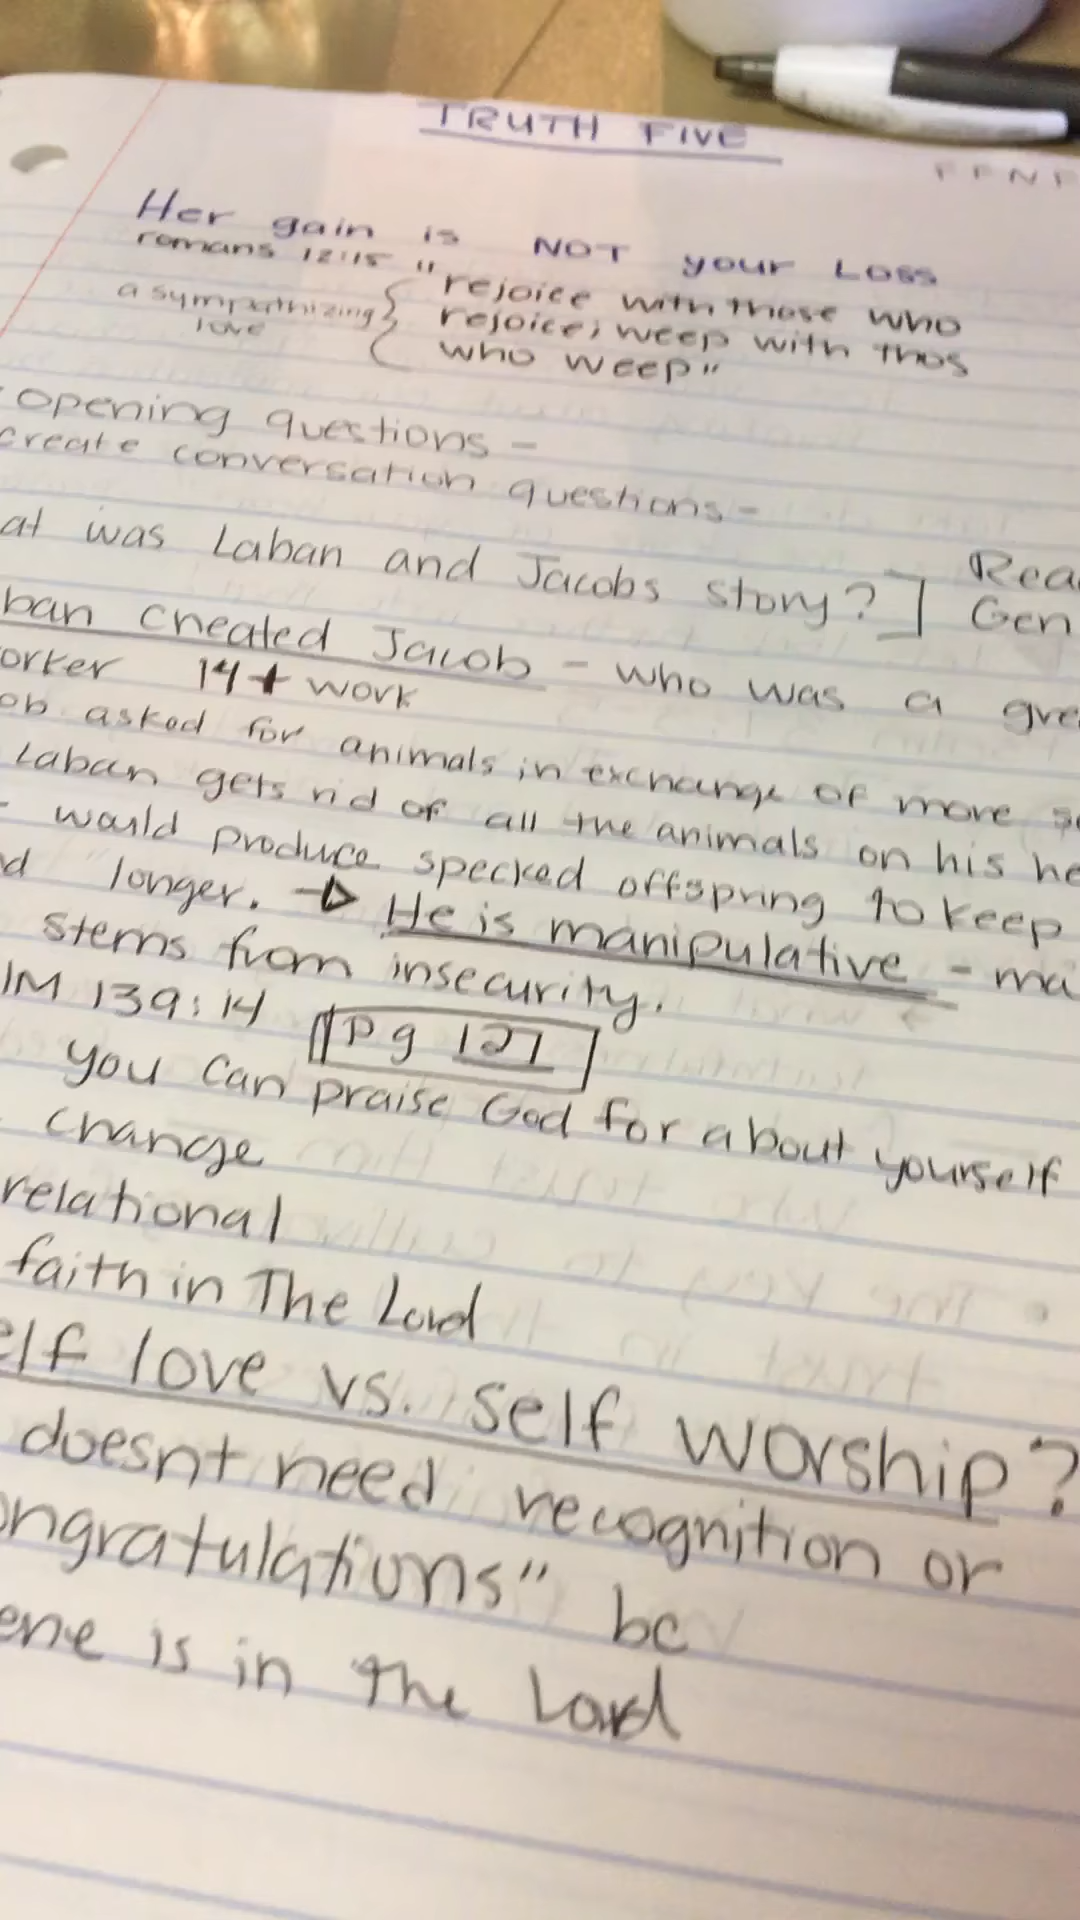 TRUTH FIVE
FFNF
Her gain is NOT your LOSS
romans 12:15 "rejoice with those who
a sympathizing rejoice; weep with thos
love who weep"
opening questions -
create conversation questions -
at was Laban and Jacobs story?] Rea
Gen
ban cheated Jacob - who was a gre
orker 14+ work
ob asked for animals in exchange of more se
Laban gets rid of all the animals on his he
- would produce specked offspring to keep
d longer. → He is manipulative - ma
stems from insecurity.
LM 139:14 pg 127
you can praise God for about yourself
change
relational
faith in The Lord
elf love vs. self worship?
doesnt need recognition or
ongratulations" bc
ene is in the Lord